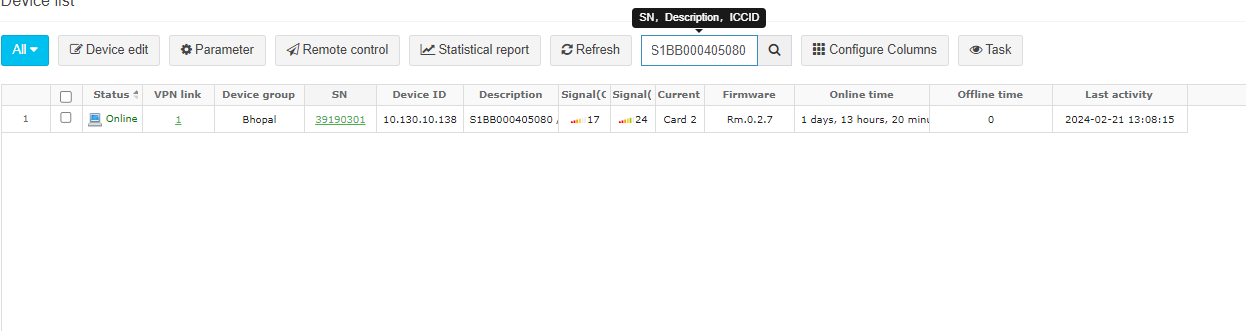 Device list
SN, Description, ICCID
All Device edit Parameter Remote control Statistical report Refresh S1BB000405080 Configure Columns Task
Status VPN link Device group SN Device ID Description Signal(C Signal( Current Firmware Online time Offline time Last activity
1 Online 1 Bhopal 39190301 10.130.10.138 S1BB000405080 / 17 24 Card 2 Rm.0.2.7 1 days, 13 hours, 20 minu 0 2024-02-21 13:08:15